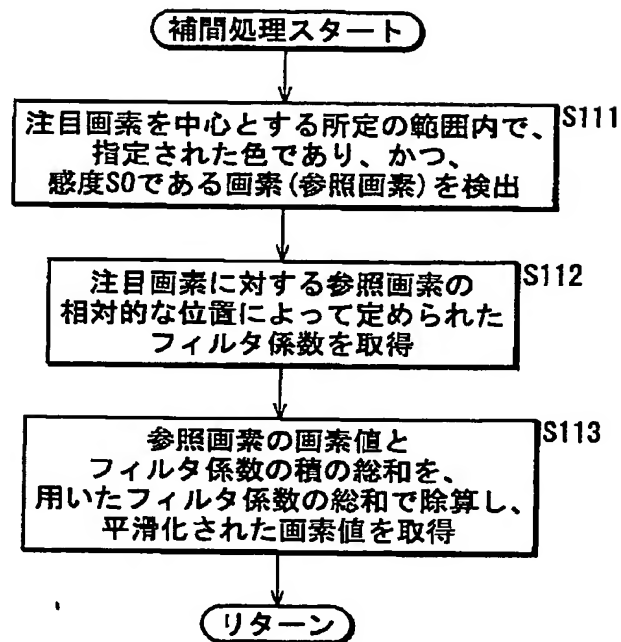 補間処理スタート
注目画素を中心とする所定の範囲内で、
指定された色であり、かつ、
感度S0である画素(参照画素)を検出
S111
注目画素に対する参照画素の
相対的な位置によって定められた
フィルタ係数を取得
S112
参照画素の画素値と
フィルタ係数の積の総和を、
用いたフィルタ係数の総和で除算し、
平滑化された画素値を取得
S113
リターン